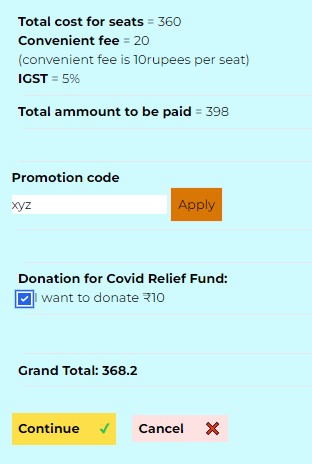 Total cost for seats = 360
Convenient fee = 20
(convenient fee is 10rupees per seat)
IGST = 5%
Total ammount to be paid = 398
Promotion code
xyz Apply
Donation for Covid Relief Fund:
I want to donate ₹10
Grand Total: 368.2
Continue ✓ Cancel ✗